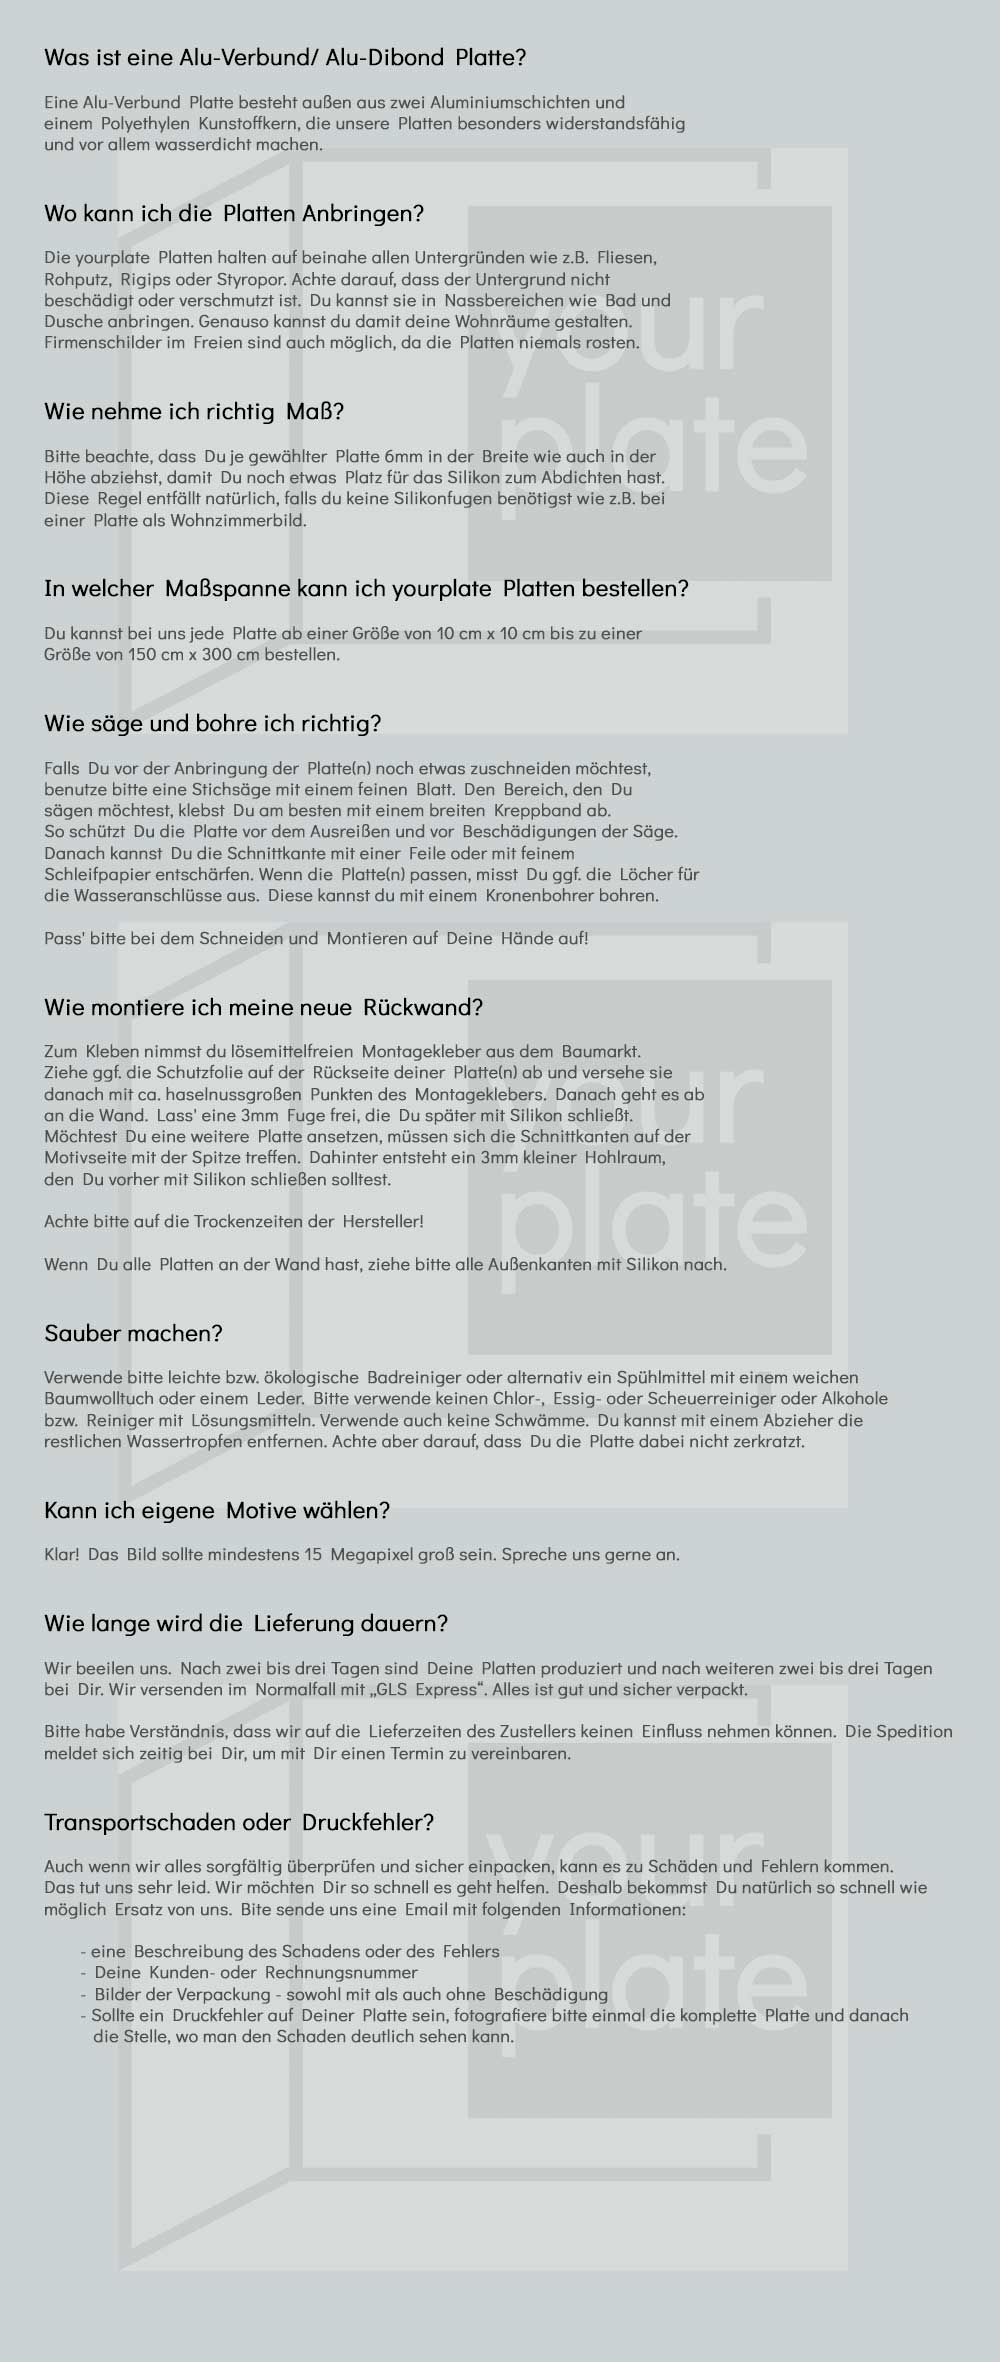 Was ist eine Alu-Verbund/ Alu-Dibond Platte?
Eine Alu-Verbund Platte besteht außen aus zwei Aluminiumschichten und
einem Polyethylen Kunstoffkern, die unsere Platten besonders widerstandsfähig
und vor allem wasserdicht machen.
Wo kann ich die Platten Anbringen?
Die yourplate Platten halten auf beinahe allen Untergründen wie z.B. Fliesen,
Rohputz, Rigips oder Styropor. Achte darauf, dass der Untergrund nicht
beschädigt oder verschmutzt ist. Du kannst sie in Nassbereichen wie Bad und
Dusche anbringen. Genauso kannst du damit deine Wohnräume gestalten.
Firmenschilder im Freien sind auch möglich, da die Platten niemals rosten.
your
plate
Wie nehme ich richtig Maß?
Bitte beachte, dass Du je gewählter Platte 6mm in der Breite wie auch in der
Höhe abziehst, damit Du noch etwas Platz für das Silikon zum Abdichten hast.
Diese Regel entfällt natürlich, falls du keine Silikonfugen benötigst wie z.B. bei
einer Platte als Wohnzimmerbild.
In welcher Maßspanne kann ich yourplate Platten bestellen?
Du kannst bei uns jede Platte ab einer Größe von 10 cm x 10 cm bis zu einer
Größe von 150 cm x 300 cm bestellen.
Wie säge und bohre ich richtig?
Falls Du vor der Anbringung der Platte(n) noch etwas zuschneiden möchtest,
benutze bitte eine Stichsäge mit einem feinen Blatt. Den Bereich, den Du
sägen möchtest, klebst Du am besten mit einem breiten Kreppband ab.
So schützt Du die Platte vor dem Ausreißen und vor Beschädigungen der Säge.
Danach kannst Du die Schnittkante mit einer Feile oder mit feinem
Schleifpapier entschärfen. Wenn die Platte(n) passen, misst Du ggf. die Löcher für
die Wasseranschlüsse aus. Diese kannst du mit einem Kronenbohrer bohren.
Pass' bitte bei dem Schneiden und Montieren auf Deine Hände auf!
Wie montiere ich meine neue Rückwand?
Zum Kleben nimmst du lösemittelfreien Montagekleber aus dem Baumarkt.
Ziehe ggf. die Schutzfolie auf der Rückseite deiner Platte(n) ab und versehe sie
danach mit ca. haselnussgroßen Punkten des Montageklebers. Danach geht es ab
an die Wand. Lass' eine 3mm Fuge frei, die Du später mit Silikon schließt.
Möchtest Du eine weitere Platte ansetzen, müssen sich die Schnittkanten auf der
Motivseite mit der Spitze treffen. Dahinter entsteht ein 3mm kleiner Hohlraum,
den Du vorher mit Silikon schließen solltest.
your
plate
Achte bitte auf die Trockenzeiten der Hersteller!
Wenn Du alle Platten an der Wand hast, ziehe bitte alle Außenkanten mit Silikon nach.
Sauber machen?
Verwende bitte leichte bzw. ökologische Badreiniger oder alternativ ein Spühlmittel mit einem weichen
Baumwolltuch oder einem Leder. Bitte verwende keinen Chlor-, Essig- oder Scheuerreiniger oder Alkohole
bzw. Reiniger mit Lösungsmitteln. Verwende auch keine Schwämme. Du kannst mit einem Abzieher die
restlichen Wassertropfen entfernen. Achte aber darauf, dass Du die Platte dabei nicht zerkratzt.
Kann ich eigene Motive wählen?
Klar! Das Bild sollte mindestens 15 Megapixel groß sein. Spreche uns gerne an.
Wie lange wird die Lieferung dauern?
Wir beeilen uns. Nach zwei bis drei Tagen sind Deine Platten produziert und nach weiteren zwei bis drei Tagen
bei Dir. Wir versenden im Normalfall mit „GLS Express“. Alles ist gut und sicher verpackt.
Bitte habe Verständnis, dass wir auf die Lieferzeiten des Zustellers keinen Einfluss nehmen können. Die Spedition
meldet sich zeitig bei Dir, um mit Dir einen Termin zu vereinbaren.
Transportschaden oder Druckfehler?
Auch wenn wir alles sorgfältig überprüfen und sicher einpacken, kann es zu Schäden und Fehlern kommen.
Das tut uns sehr leid. Wir möchten Dir so schnell es geht helfen. Deshalb bekommst Du natürlich so schnell wie
möglich Ersatz von uns. Bite sende uns eine Email mit folgenden Informationen:
your
plate
- eine Beschreibung des Schadens oder des Fehlers
- Deine Kunden- oder Rechnungsnummer
- Bilder der Verpackung - sowohl mit als auch ohne Beschädigung
- Sollte ein Druckfehler auf Deiner Platte sein, fotografiere bitte einmal die komplette Platte und danach
die Stelle, wo man den Schaden deutlich sehen kann.